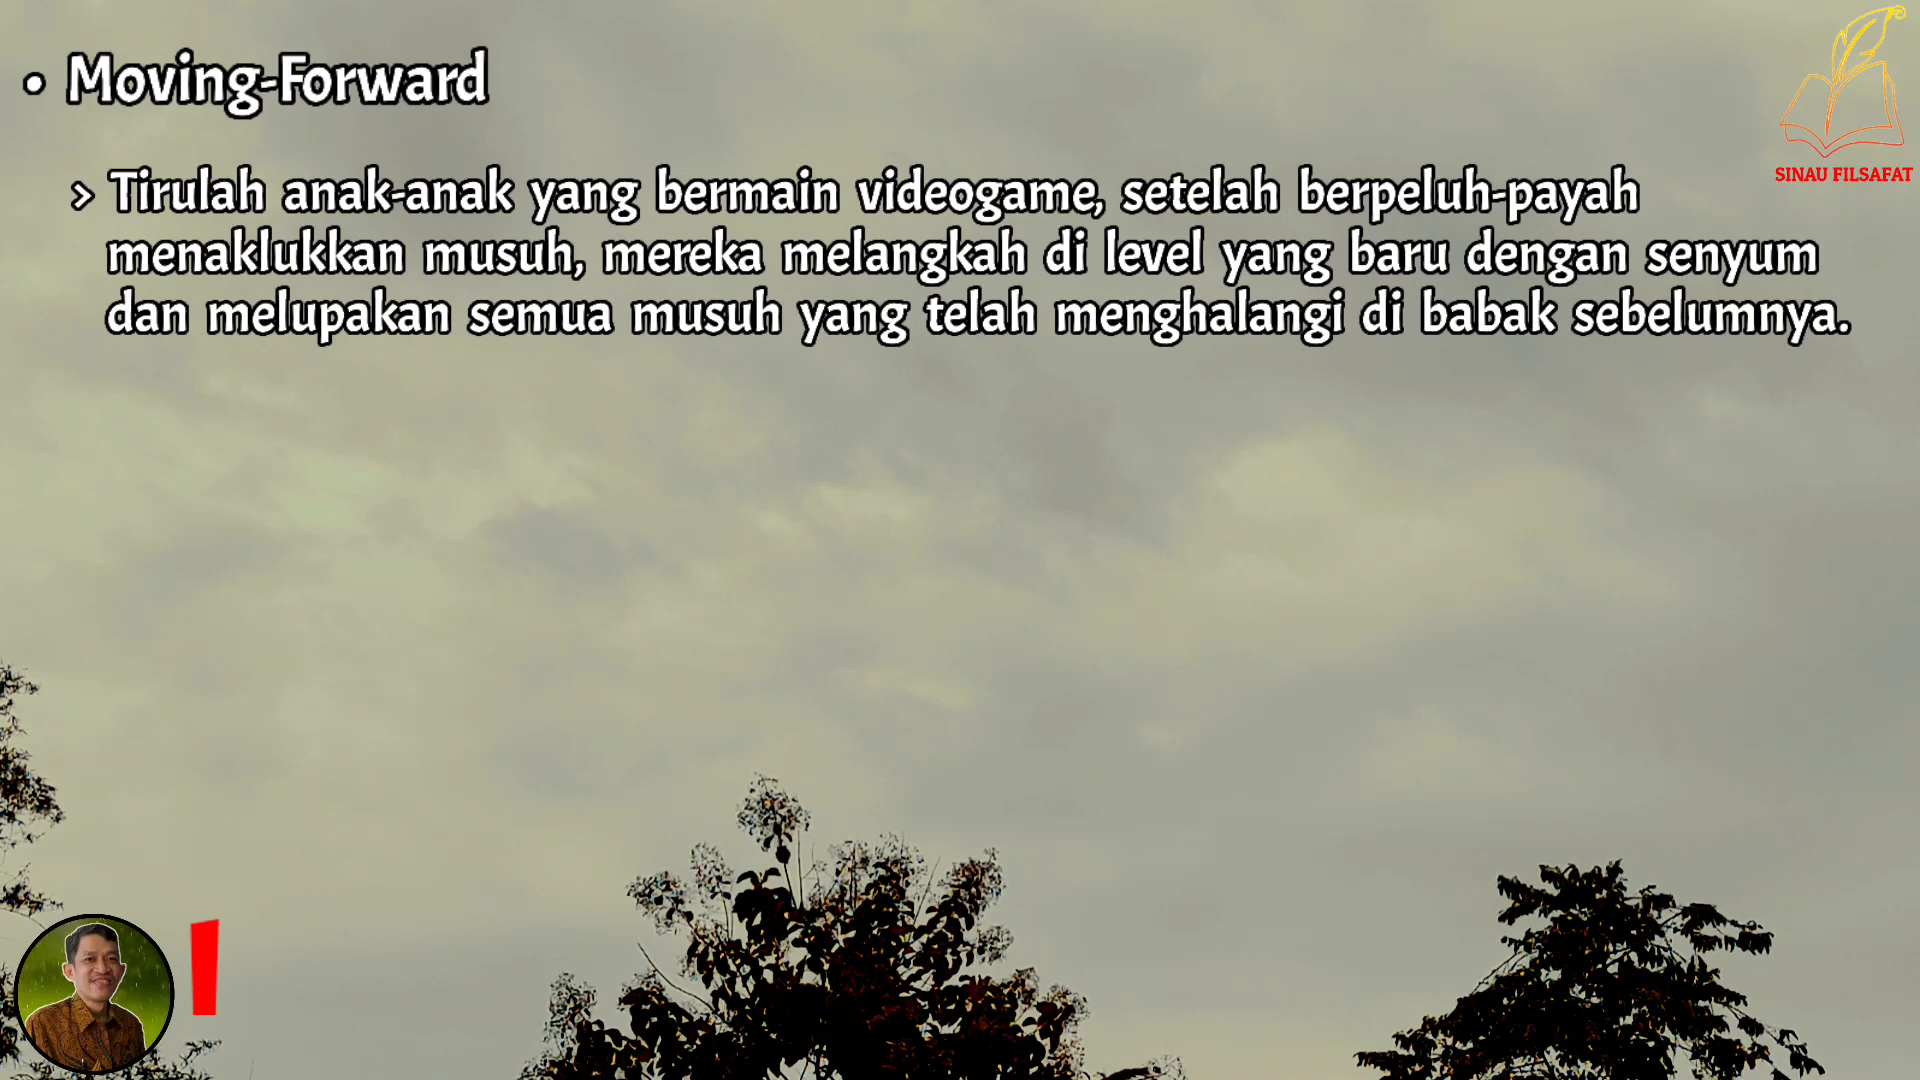 • Moving-Forward
SINAU FILSAFAT
> Tirulah anak-anak yang bermain videogame, setelah berpeluh-payah
menaklukkan musuh, mereka melangkah di level yang baru dengan senyum
dan melupakan semua musuh yang telah menghalangi di babak sebelumnya.